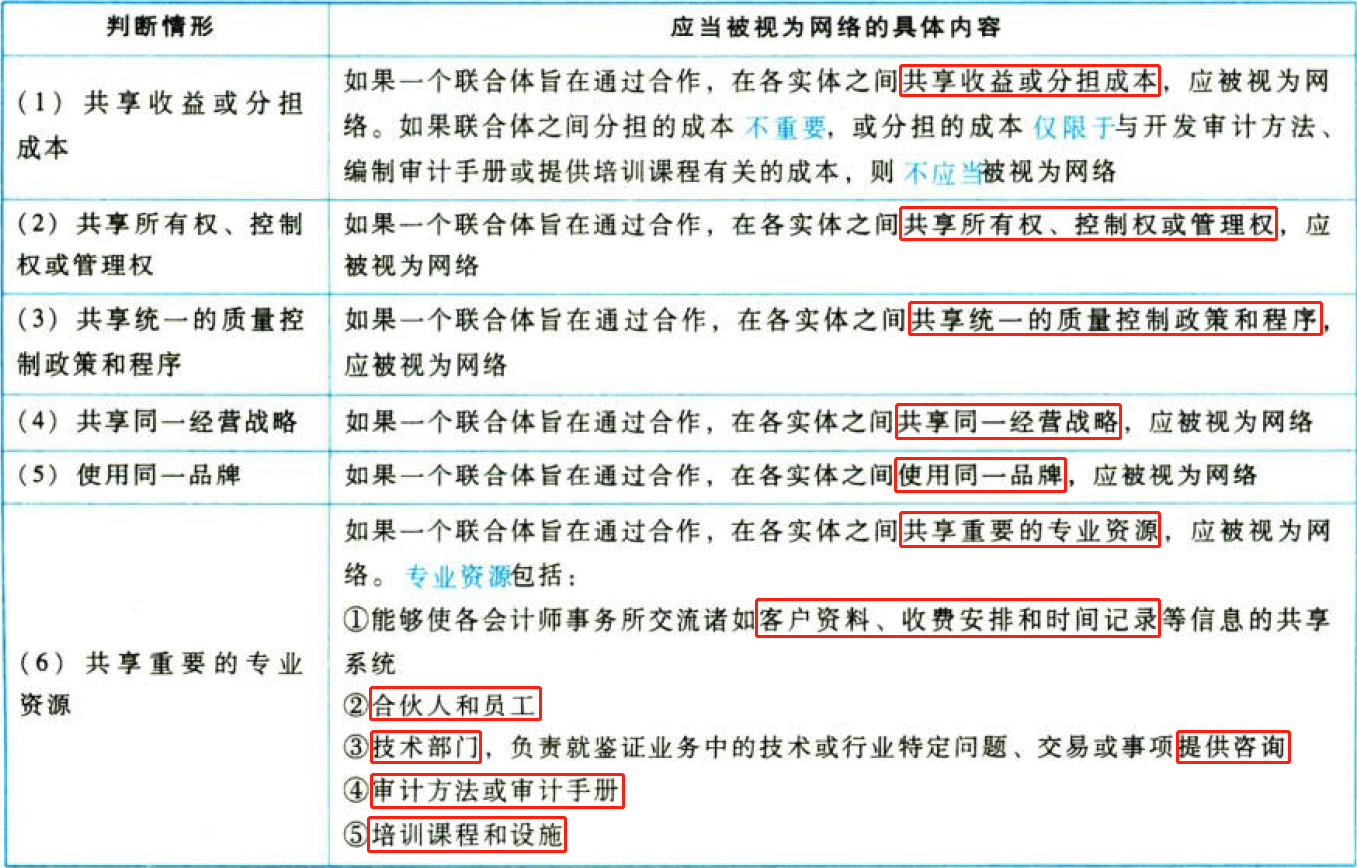 判断情形
应当被视为网络的具体内容
(1) 共享收益或分担
成本
如果一个联合体旨在通过合作，在各实体之间共享收益或分担成本，应被视为网
络。如果联合体之间分担的成本 不重要，或分担的成本 仅限于与开发审计方法、
编制审计手册或提供培训课程有关的成本，则 不应当被视为网络
(2) 共享所有权、控制
权或管理权
如果一个联合体旨在通过合作，在各实体之间共享所有权、控制权或管理权，应
被视为网络
(3) 共享统一的质量控
制政策和程序
如果一个联合体旨在通过合作，在各实体之间共享统一的质量控制政策和程序，
应被视为网络
(4) 共享同一经营战略
如果一个联合体旨在通过合作，在各实体之间共享同一经营战略，应被视为网络
(5) 使用同一品牌
如果一个联合体旨在通过合作，在各实体之间使用同一品牌，应被视为网络
(6) 共享重要的专业
资源
如果一个联合体旨在通过合作，在各实体之间共享重要的专业资源，应被视为网
络。 专业资源包括：
①能够使各会计师事务所交流诸如客户资料、收费安排和时间记录等信息的共享
系统
②合伙人和员工
③技术部门，负责就鉴证业务中的技术或行业特定问题、交易或事项提供咨询
④审计方法或审计手册
⑤培训课程和设施